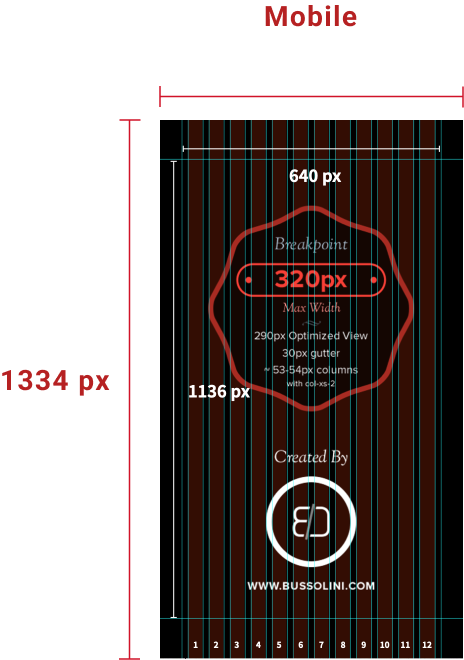 Mobile
640 px
Breakpoint
320px
Max Width
290px Optimized View
30px gutter
~ 53-54px columns
with col-xs-2
1334 px
1136 px
Created By
WWW.BUSSOLINI.COM
1 2 3 4 5 6 7 8 9 10 11 12